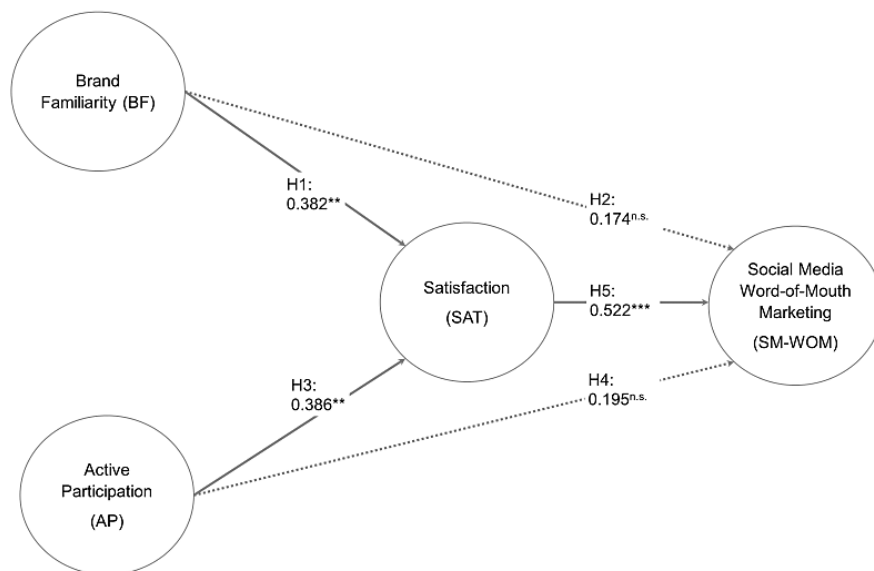 Brand
Familiarity (BF)
H1:
0.382**
H2:
0.174n.s.
Satisfaction
(SAT)
H5:
0.522***
Social Media
Word-of-Mouth
Marketing
(SM-WOM)
H3:
0.386**
H4:
0.195n.s.
Active
Participation
(AP)